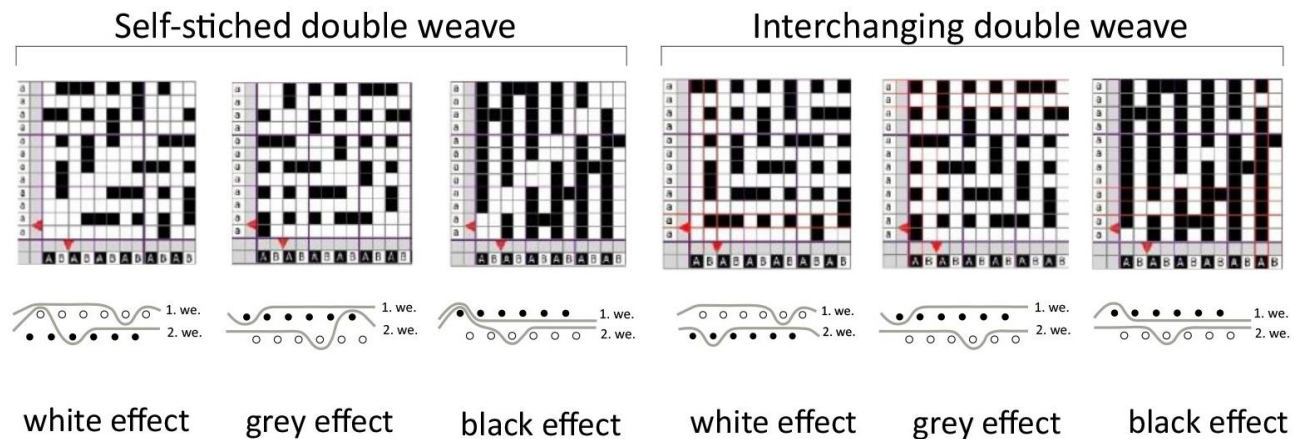 Self-stiched double weave
Interchanging double weave
A B A B A B A B A B A B
A B A B A B A B A B A B
A B A B A B A B A B A B
A B A B A B A B A B A B
A B A B A B A B A B A B
A B A B A B A B A B A B
1. we.
2. we.
1. we.
2. we.
1. we.
2. we.
1. we.
2. we.
1. we.
2. we.
1. we.
2. we.
white effect
grey effect
black effect
white effect
grey effect
black effect